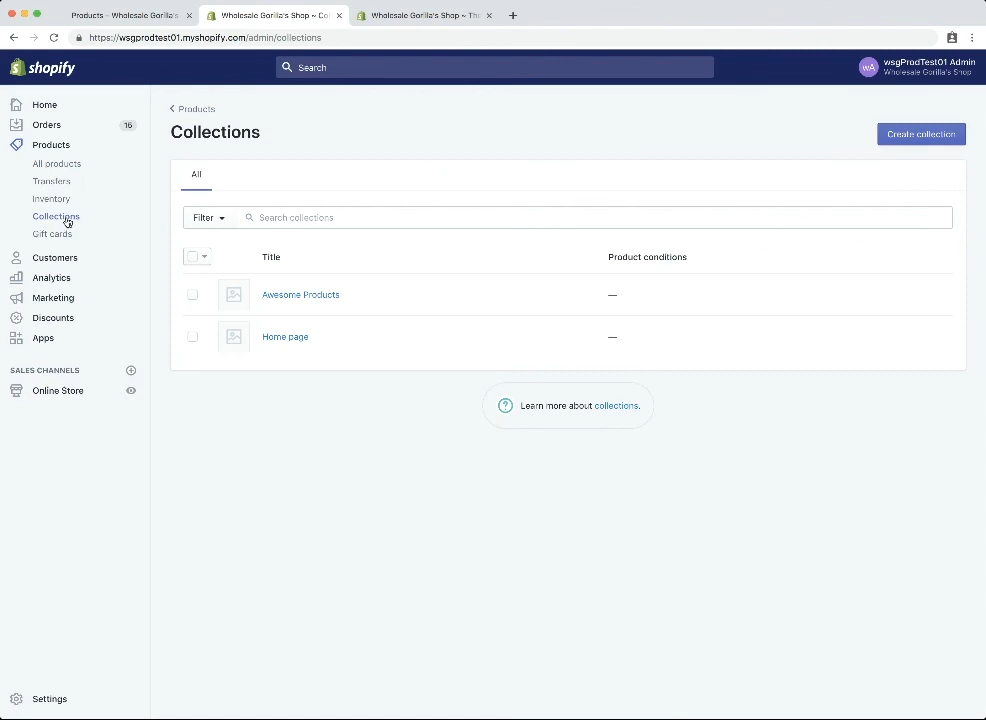 Products ~ Wholesale Gorilla's
Wholesale Gorilla's Shop ~ Col
Wholesale Gorilla's Shop ~ The
https://wsgprodtest01.myshopify.com/admin/collections
shopify
Search
wA
wsgProdTest01 Admin
Wholesale Gorilla's Shop
Home
Orders
16
Products
All products
Transfers
Inventory
Collections
Gift cards
Customers
Analytics
Marketing
Discounts
Apps
SALES CHANNELS
Online Store
Settings
Products
Collections
Create collection
All
Filter
Search collections
Title
Product conditions
Awesome Products
—
Home page
—
Learn more about collections.